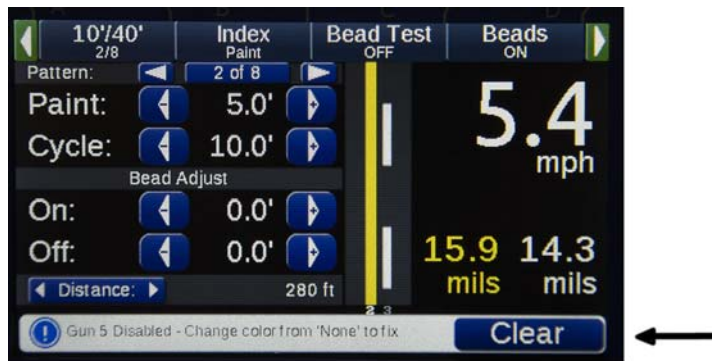 10'/40' Index Bead Test Beads
2/8 Paint OFF ON
Pattern: 2 of 8
Paint: - 5.0' +
Cycle: - 10.0' +
Bead Adjust
On: - 0.0' +
Off: - 0.0' +
Distance: 280 ft
5.4
mph
15.9 14.3
mils mils
2 3
Gun 5 Disabled - Change color from 'None' to fix Clear